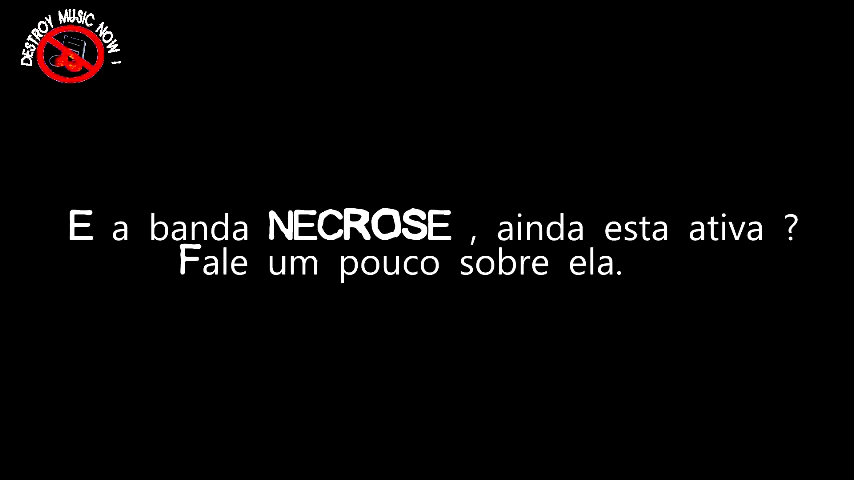 DESTROY MUSIC NOW !
E a banda NECROSE , ainda esta ativa ?
Fale um pouco sobre ela.